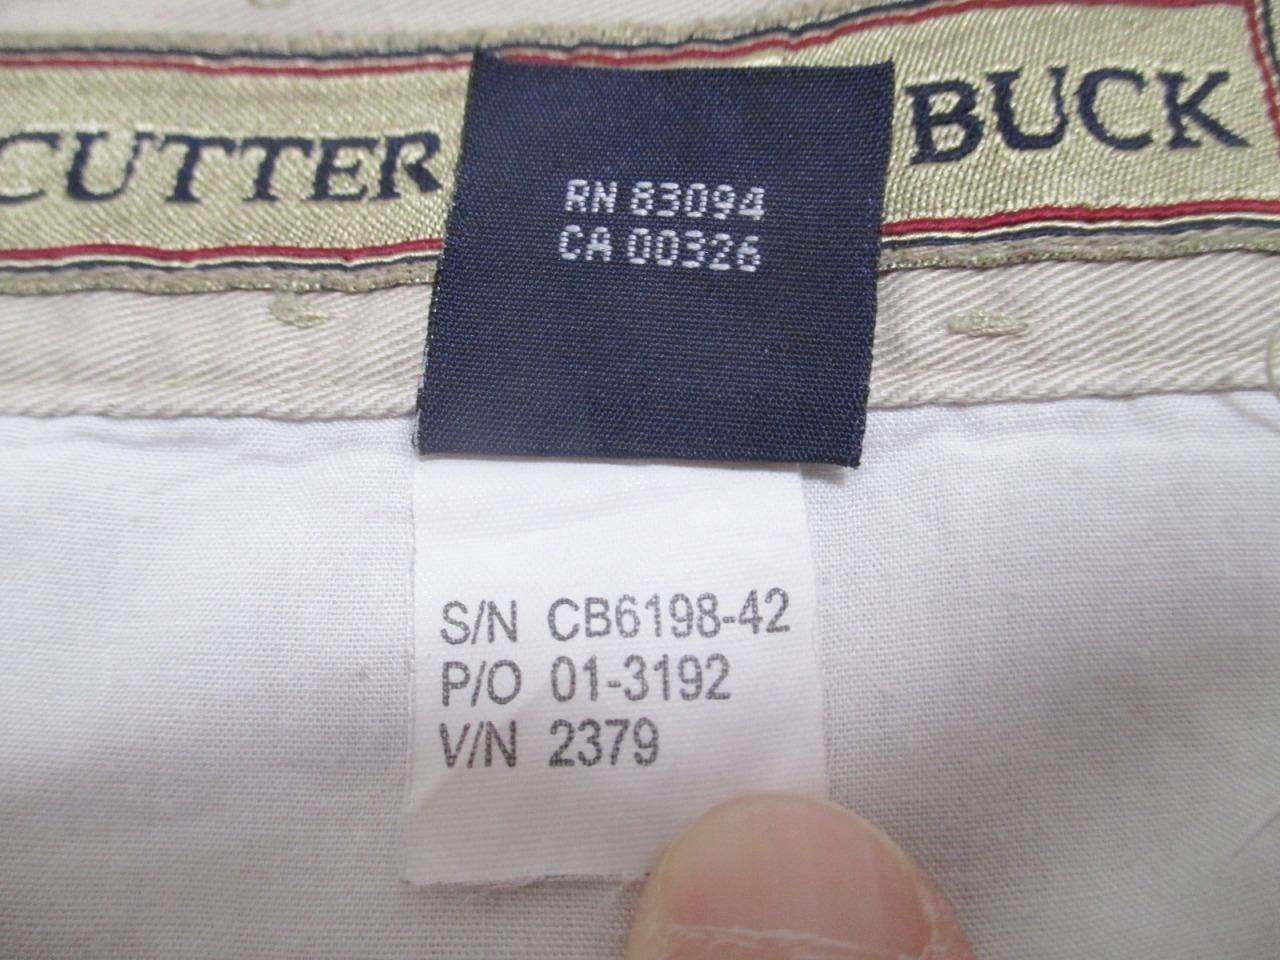 CUTTER BUCK
RN 83094
CA 00326
S/N CB6198-42
P/O 01-3192
V/N 2379